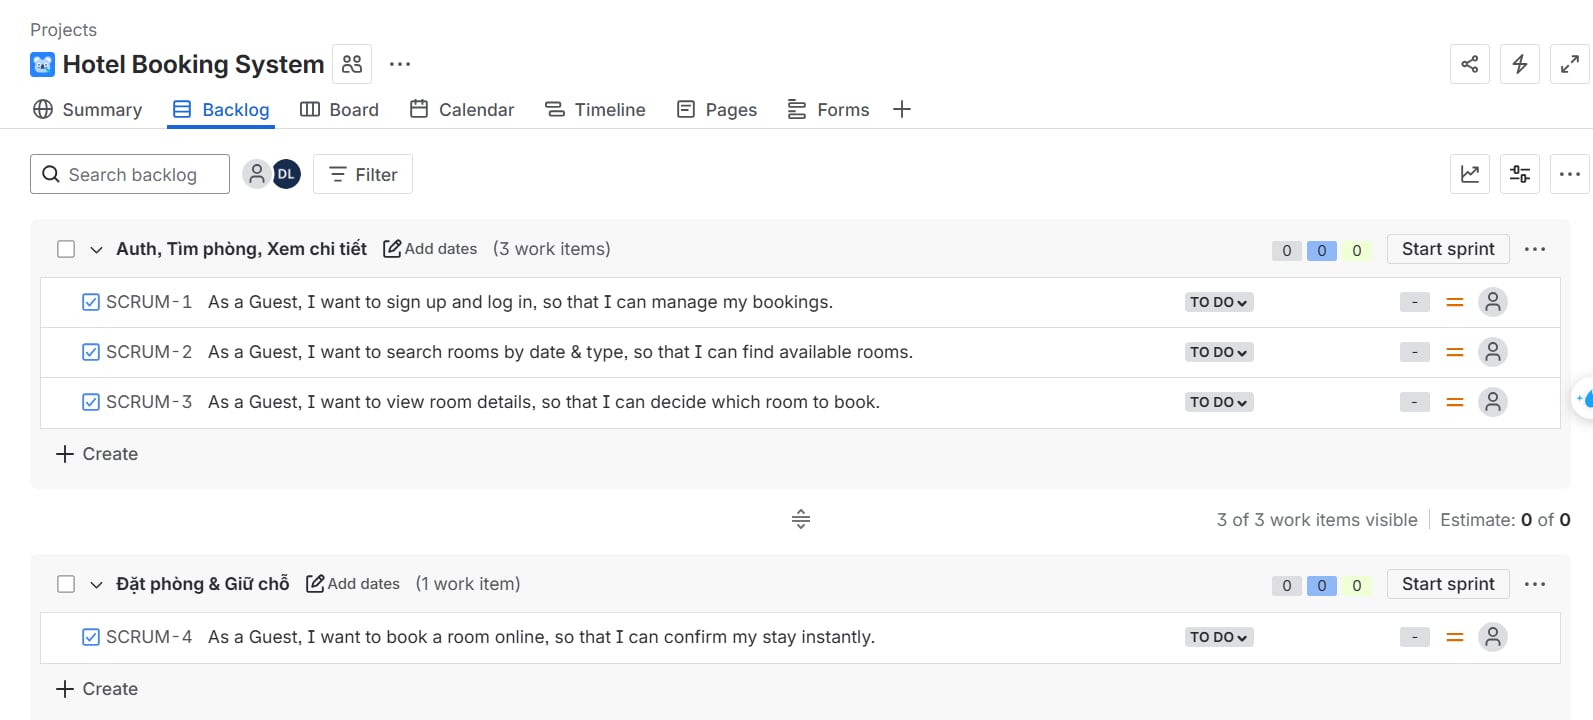 Projects
Hotel Booking System
Summary Backlog Board Calendar Timeline Pages Forms
Search backlog DL Filter
Auth, Tìm phòng, Xem chi tiết Add dates (3 work items) 0 0 0 Start sprint
SCRUM-1 As a Guest, I want to sign up and log in, so that I can manage my bookings. TO DO -
SCRUM-2 As a Guest, I want to search rooms by date & type, so that I can find available rooms. TO DO -
SCRUM-3 As a Guest, I want to view room details, so that I can decide which room to book. TO DO -
Create
3 of 3 work items visible Estimate: 0 of 0
Đặt phòng & Giữ chỗ Add dates (1 work item) 0 0 0 Start sprint
SCRUM-4 As a Guest, I want to book a room online, so that I can confirm my stay instantly. TO DO -
Create